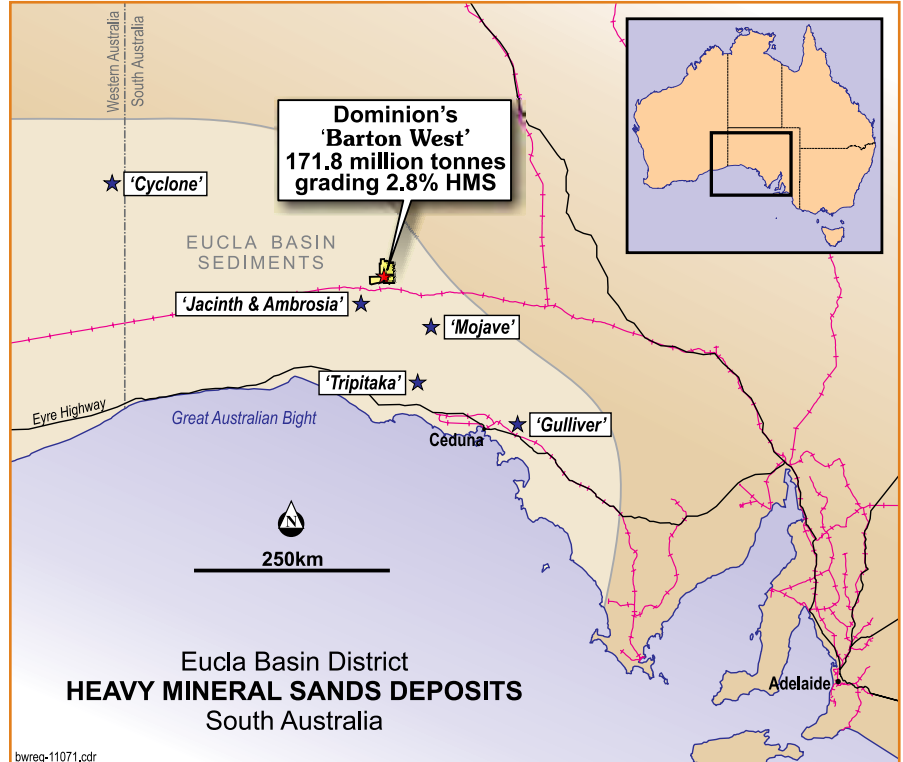 Western Australia
South Australia
Dominion's
'Barton West'
171.8 million tonnes
grading 2.8% HMS
'Cyclone'
EUCLA BASIN
SEDIMENTS
'Jacinth & Ambrosia'
'Mojave'
'Tripitaka'
Eyre Highway
Great Australian Bight
'Gulliver'
Ceduna
N
250km
Eucla Basin District
HEAVY MINERAL SANDS DEPOSITS
South Australia
Adelaide
bwreg-11071.cdr